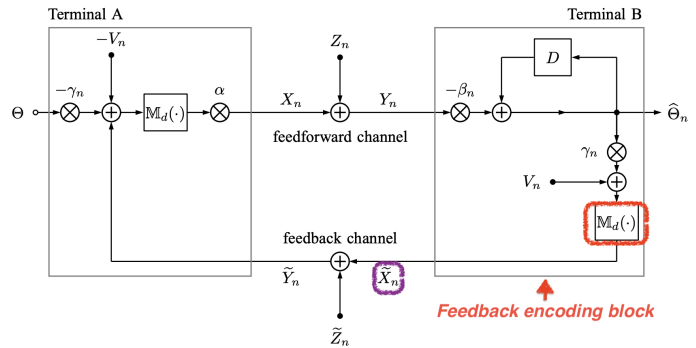 Terminal A
Terminal B
−V_n
Z_n
D
−γ_n
α
Θ
𝕄_d(·)
X_n
Y_n
−β_n
Θ̂_n
feedforward channel
γ_n
V_n
𝕄_d(·)
feedback channel
Ỹ_n
X̃_n
Feedback encoding block
Z̃_n